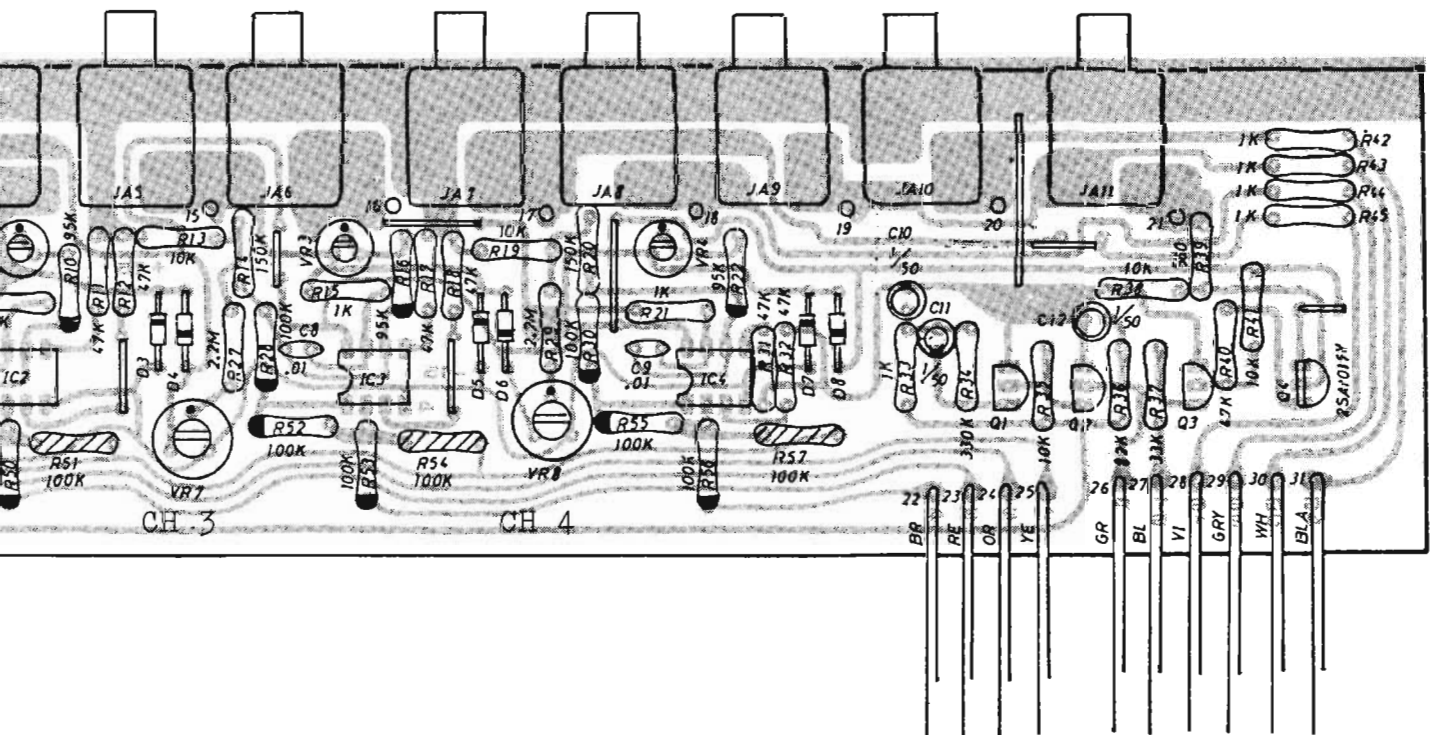 JA5
JA6
JA7
JA8
JA9
JA10
JA11
1K
R42
1K
R43
1K
R44
1K
R45
15
16
17
18
19
20
21
95K
R10
R11
47K
R12
47K
R13
10K
R14
150K
VR3
R15
1K
R16
95K
R17
47K
R18
47K
10K
R19
150K
R20
VR4
1K
R21
95K
R22
C10
50
C11
50
C12
50
10K
R38
R39
R40
47K
R41
10K
K
IC2
D3
D4
2.2M
R27
R28
100K
C8
.01
IC3
D5
D6
2.2M
R29
100K
R30
C9
.01
IC4
R31
47K
R32
47K
D7
D8
1K
R33
R34
330K
Q1
R35
10K
R36
R37
33K
Q3
Q4
R50
R51
100K
VR7
R52
100K
100K
R53
R54
100K
VR8
R55
100K
100K
R56
100K
CH 3
CH 4
22
23
24
25
26
27
28
29
30
31
BR
RE
OR
YE
GR
BL
VI
GRY
WH
BLA